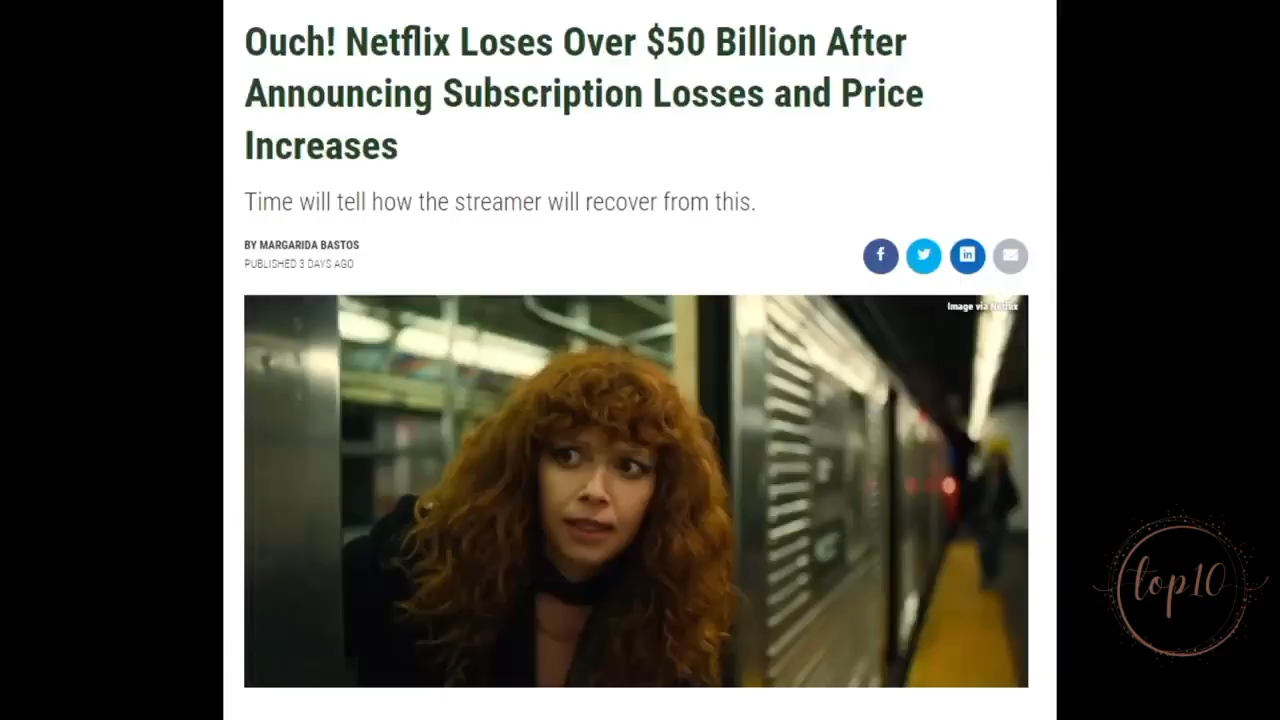 Ouch! Netflix Loses Over $50 Billion After
Announcing Subscription Losses and Price
Increases
Time will tell how the streamer will recover from this.
BY MARGARIDA BASTOS
PUBLISHED 3 DAYS AGO
f
in
Image via Netflix
top10